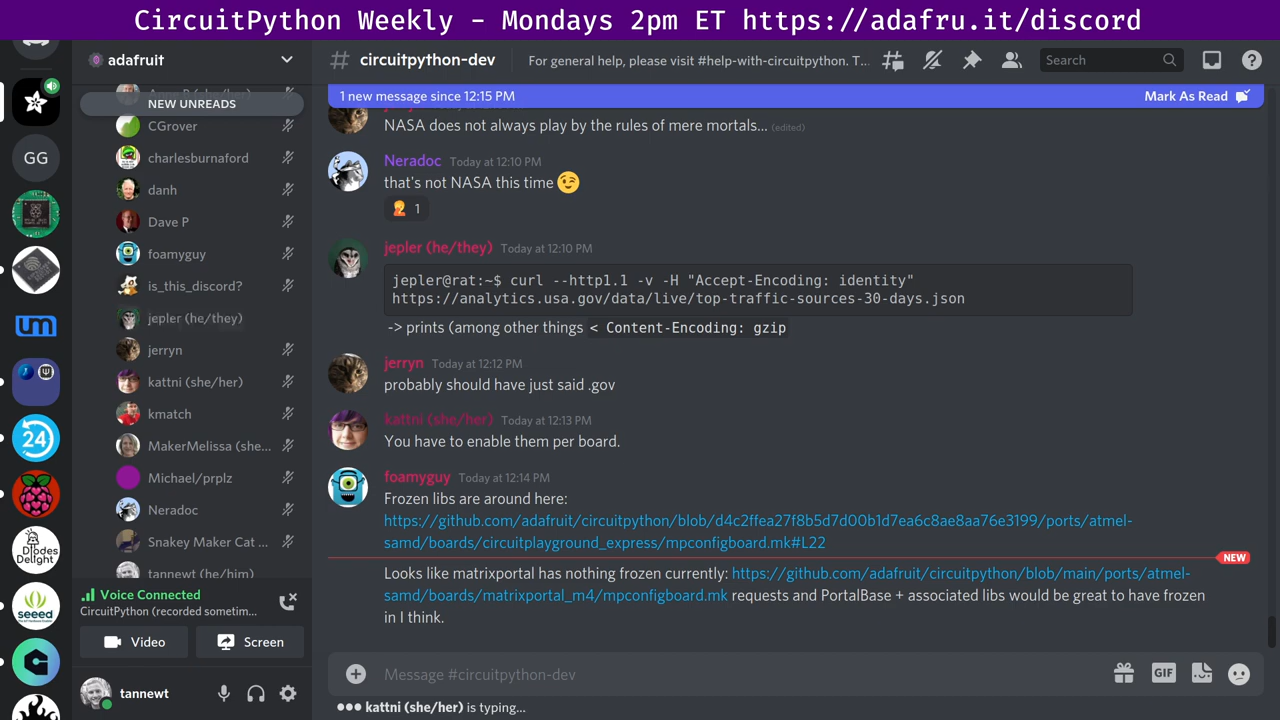 CircuitPython Weekly - Mondays 2pm ET https://adafru.it/discord
adafruit
# circuitpython-dev
For general help, please visit #help-with-circuitpython. T...
Search
NEW UNREADS
CGrover
charlesburnaford
danh
Dave P
foamyguy
is_this_discord?
jepler (he/they)
jerryn
kattni (she/her)
kmatch
MakerMelissa (she...
Michael/prplz
Neradoc
Snakey Maker Cat ...
tannewt (he/him)
GG
um
24
DIODES DELIGHT
seeed
Voice Connected
CircuitPython (recorded sometim...
Video
Screen
tannewt
1 new message since 12:15 PM
Mark As Read
NASA does not always play by the rules of mere mortals... (edited)
Neradoc Today at 12:10 PM
that's not NASA this time 😉
1
jepler (he/they) Today at 12:10 PM
jepler@rat:~$ curl --http1.1 -v -H "Accept-Encoding: identity"
https://analytics.usa.gov/data/live/top-traffic-sources-30-days.json
-> prints (among other things < Content-Encoding: gzip
jerryn Today at 12:12 PM
probably should have just said .gov
kattni (she/her) Today at 12:13 PM
You have to enable them per board.
foamyguy Today at 12:14 PM
Frozen libs are around here:
https://github.com/adafruit/circuitpython/blob/d4c2ffea27f8b5d7d00b1d7ea6c8ae8aa76e3199/ports/atmel-
samd/boards/circuitplayground_express/mpconfigboard.mk#L22
NEW
Looks like matrixportal has nothing frozen currently: https://github.com/adafruit/circuitpython/blob/main/ports/atmel-
samd/boards/matrixportal_m4/mpconfigboard.mk requests and PortalBase + associated libs would be great to have frozen
in I think.
Message #circuitpython-dev
GIF
kattni (she/her) is typing...